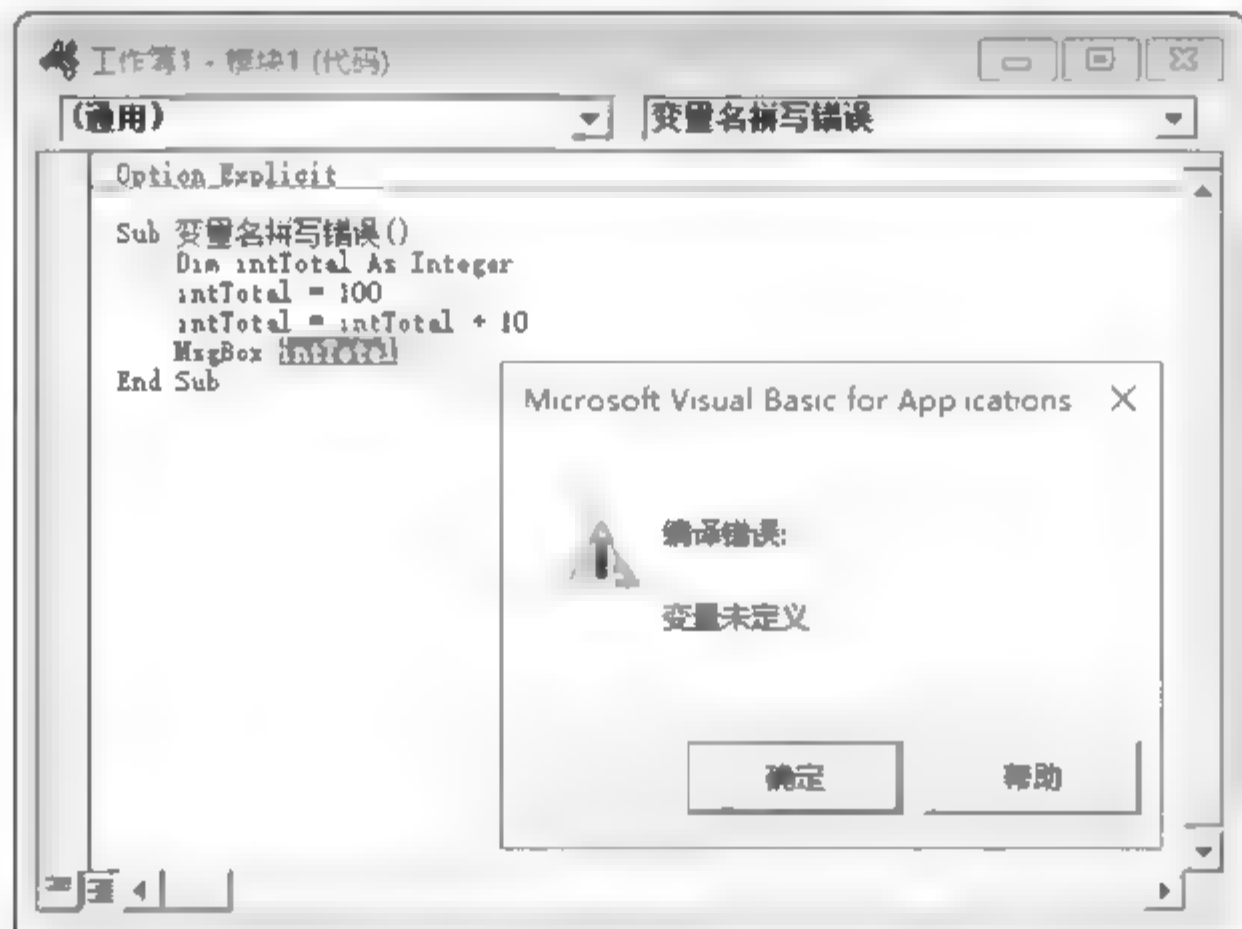 工作簿1 - 模块1 (代码)
(通用)
变量名拼写错误
Option Explicit
Sub 变量名拼写错误()
Dim intTotal As Integer
intTotal = 100
intTotal = intTotal + 10
MsgBox
End Sub
Microsoft Visual Basic for Applications
编译错误:
变量未定义
确定
帮助